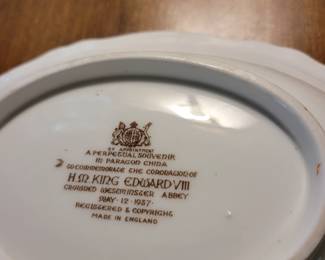 BY APPOINTMENT
A PERPETUAL SOUVENIR
IN PARAGON CHINA
TO COMMEMORATE THE CORONATION OF
H.M. KING EDWARD VIII
CROWNED WESTMINSTER ABBEY
MAY·12·1937·
REGISTERED & COPYRIGHT
MADE IN ENGLAND